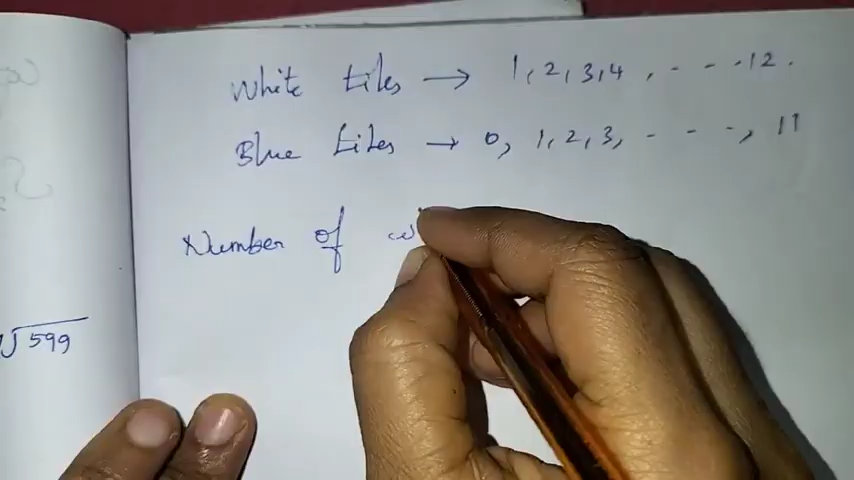 White tiles → 1, 2, 3, 4, - - - 12.
Blue tiles → 0, 1, 2, 3, - - -, 11
Number of w
√599